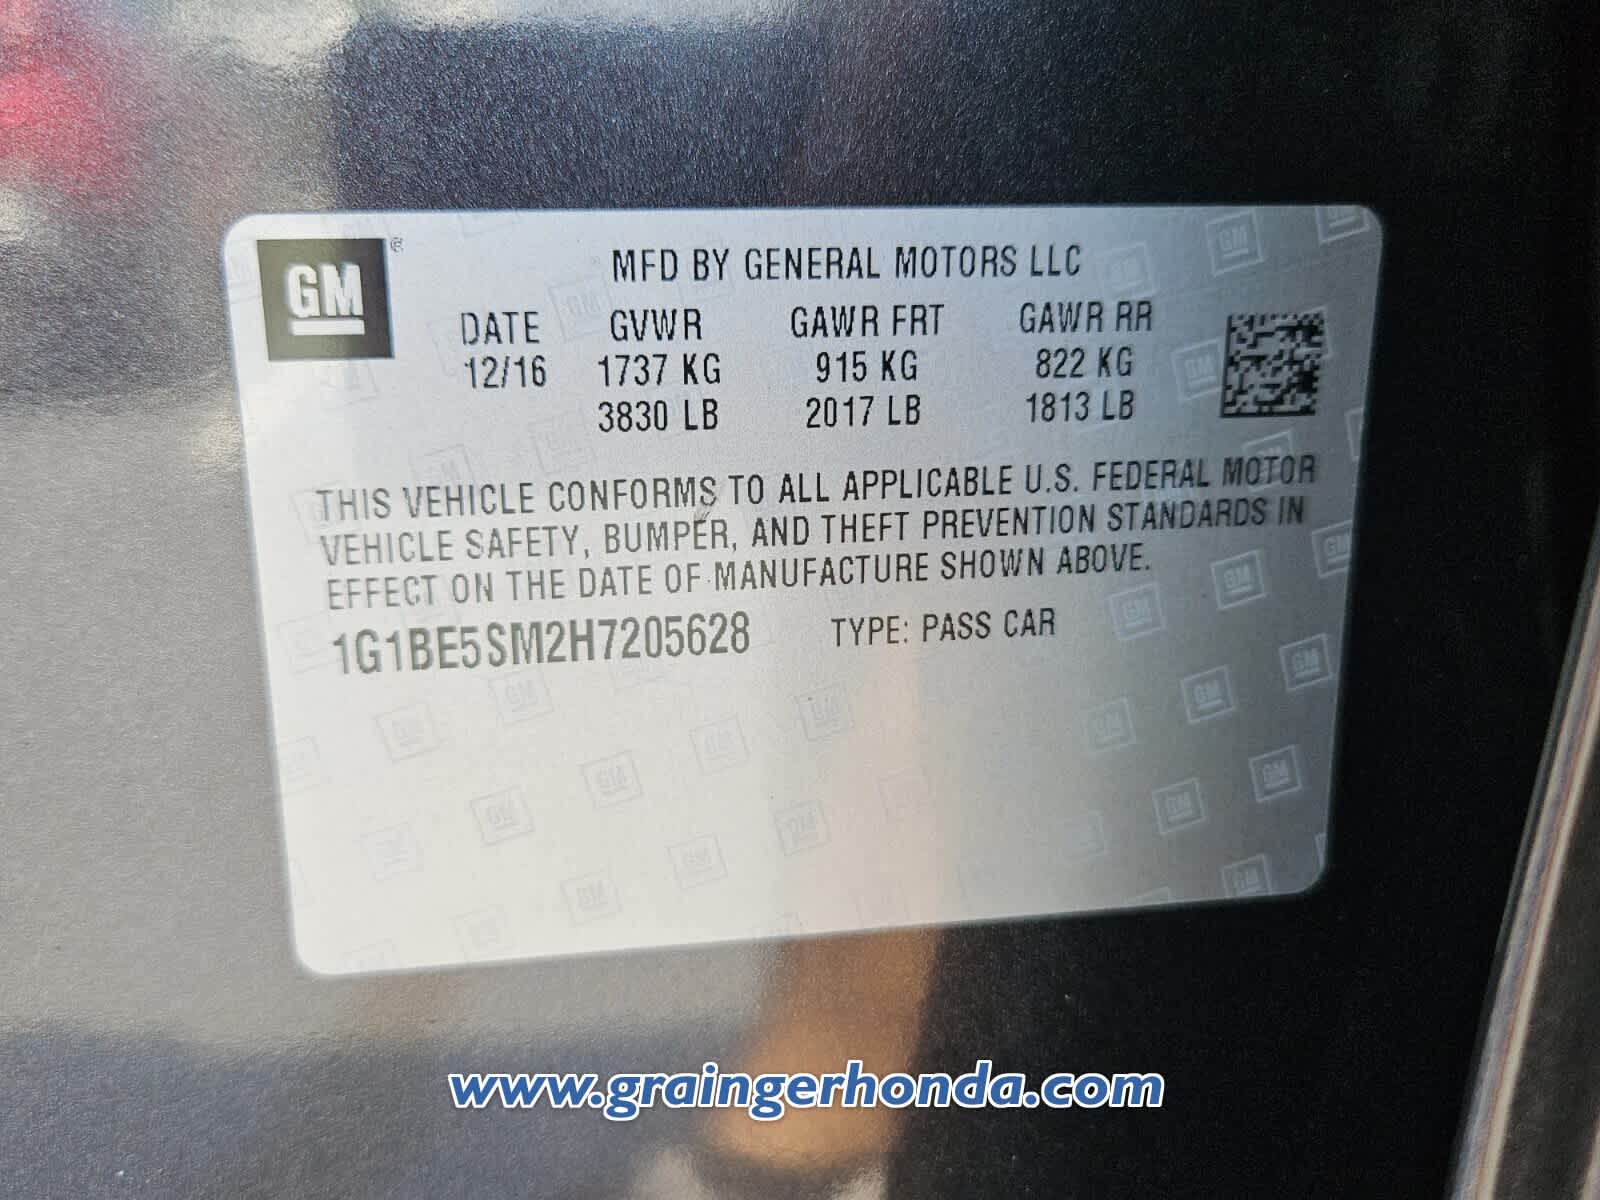 GM ®
MFD BY GENERAL MOTORS LLC
DATE GVWR GAWR FRT GAWR RR
12/16 1737 KG 915 KG 822 KG
3830 LB 2017 LB 1813 LB
THIS VEHICLE CONFORMS TO ALL APPLICABLE U.S. FEDERAL MOTOR
VEHICLE SAFETY, BUMPER, AND THEFT PREVENTION STANDARDS IN
EFFECT ON THE DATE OF MANUFACTURE SHOWN ABOVE.
1G1BE5SM2H7205628 TYPE: PASS CAR
www.graingerhonda.com